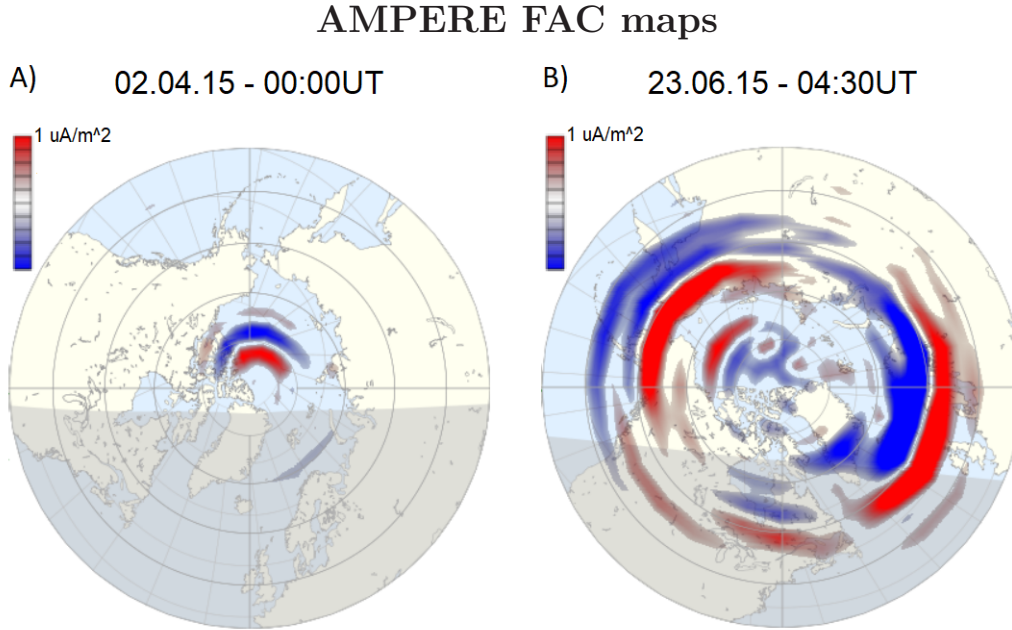 AMPERE FAC maps
A) 02.04.15 - 00:00UT
B) 23.06.15 - 04:30UT
1 uA/m^2
1 uA/m^2